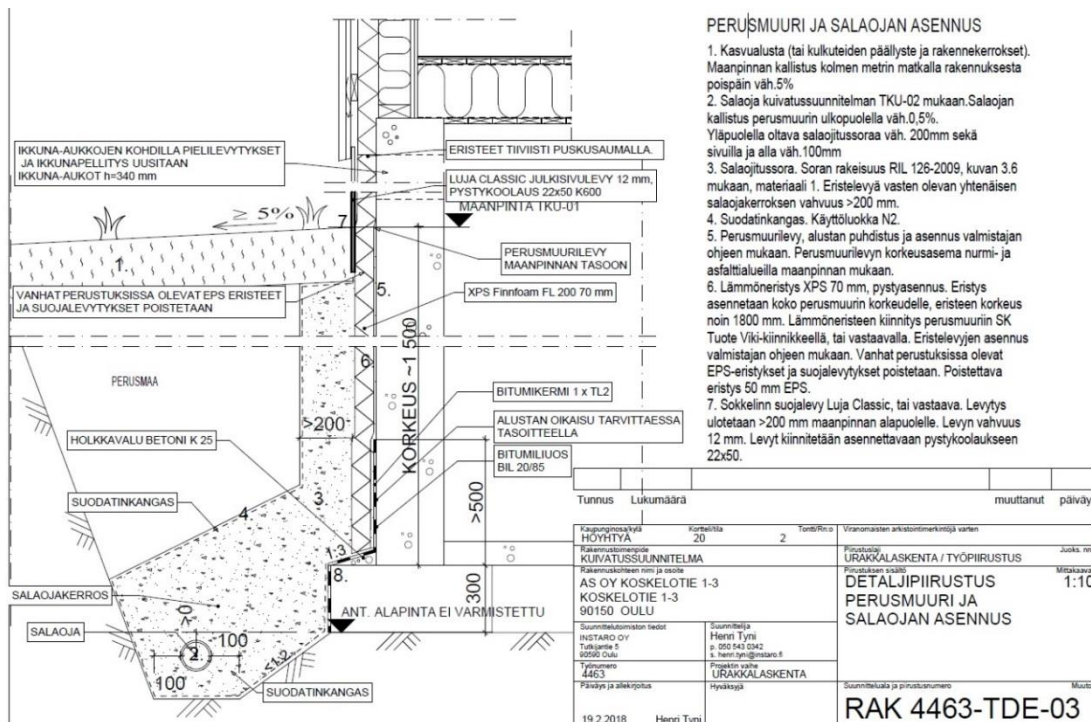 PERUSMUURI JA SALAOJAN ASENNUS
1. Kasvualusta (tai kulkuteiden päällyste ja rakennekerrokset).
Maanpinnan kallistus kolmen metrin matkalla rakennuksesta
poispäin väh.5%
2. Salaoja kuivatussuunnitelman TKU-02 mukaan.Salaojan
kallistus perusmuurin ulkopuolella väh.0,5%.
Yläpuolella oltava salaojitussoraa väh. 200mm sekä
sivuilla ja alla väh.100mm
3. Salaojitussora. Soran rakeisuus RIL 126-2009, kuvan 3.6
mukaan, materiaali 1. Eristelevyä vasten olevan yhtenäisen
salaojakerroksen vahvuus >200 mm.
4. Suodatinkangas. Käyttöluokka N2.
5. Perusmuurilevy, alustan puhdistus ja asennus valmistajan
ohjeen mukaan. Perusmuurilevyn korkeusasema nurmi- ja
asfalttialueilla maanpinnan mukaan.
6. Lämmöneristys XPS 70 mm, pystyasennus. Eristys
asennetaan koko perusmuurin korkeudelle, eristeen korkeus
noin 1800 mm. Lämmöneristeen kiinnitys perusmuuriin SK
Tuote Viki-kiinnikkeellä, tai vastaavalla. Eristelevyjen asennus
valmistajan ohjeen mukaan. Vanhat perustuksissa olevat
EPS-eristykset ja suojalevytykset poistetaan. Poistettava
eristys 50 mm EPS.
7. Sokkelinn suojalevy Luja Classic, tai vastaava. Levytys
ulotetaan >200 mm maanpinnan alapuolelle. Levyn vahvuus
12 mm. Levyt kiinnitetään asennettavaan pystykoolaukseen
22x50.
IKKUNA-AUKKOJEN KOHDILLA PIELILEVYTYKSET
JA IKKUNAPELLITYS UUSITAAN
IKKUNA-AUKOT h=340 mm
ERISTEET TIIVIISTI PUSKUSAUMALLA.
LUJA CLASSIC JULKISIVULEVY 12 mm,
PYSTYKOOLAUS 22x50 K600
MAANPINTA TKU-01
≥ 5%
7
1.
PERUSMUURILEVY
MAANPINNAN TASOON
VANHAT PERUSTUKSISSA OLEVAT EPS ERISTEET
JA SUOJALEVYTYKSET POISTETAAN
5.
XPS Finnfoam FL 200 70 mm
6.
PERUSMAA
KORKEUS ~1 500
BITUMIKERMI 1 x TL2
>200
HOLKKAVALU BETONI K 25
ALUSTAN OIKAISU TARVITTAESSA
TASOITTEELLA
BITUMILIUOS
BIL 20/85
>500
3.
SUODATINKANGAS
4.
1:3
8.
300
SALAOJAKERROS
ANT. ALAPINTA EI VARMISTETTU
>0
SALAOJA
100
2
<1:2
100
SUODATINKANGAS
Tunnus Lukumäärä muuttanut päiväy
Kaupunginosa/kylä Kortteli/tila Tontti/Rn:o Viranomaisten arkistointimerkintöjä varten
HÖYHTYÄ 20 2
Rakennustoimenpide Piirustuslaji Juoks. nr
KUIVATUSSUUNNITELMA URAKKALASKENTA / TYÖPIIRUSTUS
Rakennuskohteen nimi ja osoite Piirustuksen sisältö Mittakaava
AS OY KOSKELOTIE 1-3 DETALJIPIIRUSTUS 1:10
KOSKELOTIE 1-3 PERUSMUURI JA
90150 OULU SALAOJAN ASENNUS
Suunnittelutoimiston tiedot Suunnittelija
INSTARO OY Henri Tyni
Tutkijantie 5 p. 050 543 0342
90590 Oulu s. henri.tyni@instaro.fi
Työnumero Projektin vaihe
4463 URAKKALASKENTA
Päiväys ja allekirjoitus Hyväksyjä Suunnitteluala ja piirustusnumero Muuto
19.2.2018 Henri Tyni RAK 4463-TDE-03